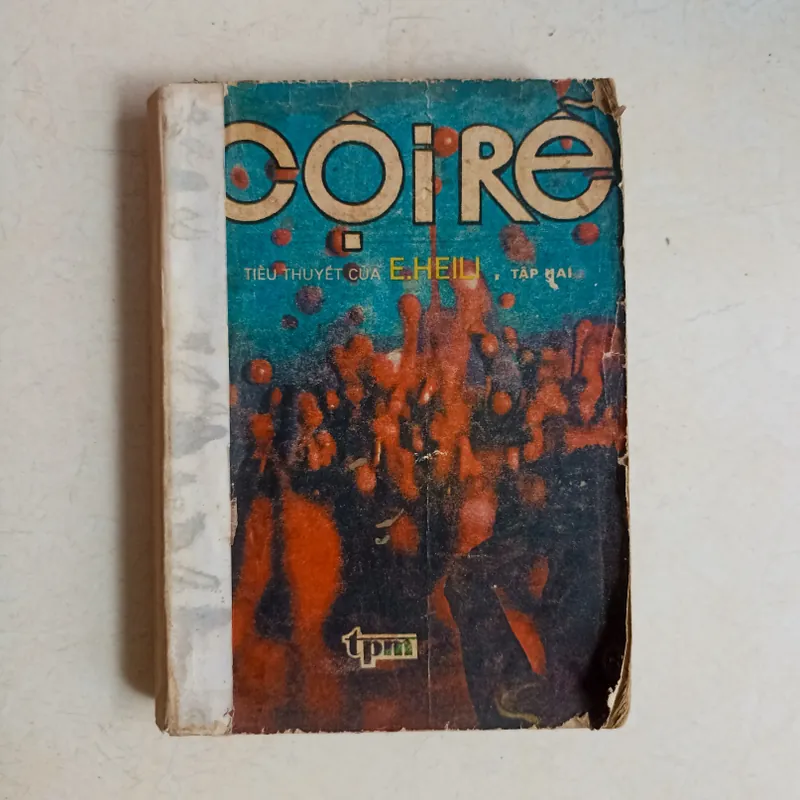 CỘI RỄ
TIỂU THUYẾT CỦA E.HEILI, TẬP HAI
tpm